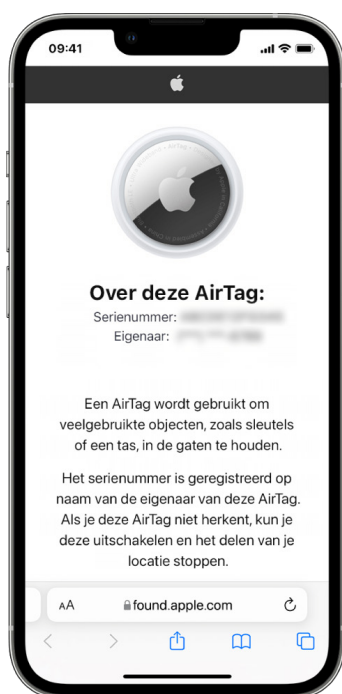 09:41
Over deze AirTag:
Serienummer:
Eigenaar:
Een AirTag wordt gebruikt om
veelgebruikte objecten, zoals sleutels
of een tas, in de gaten te houden.
Het serienummer is geregistreerd op
naam van de eigenaar van deze AirTag.
Als je deze AirTag niet herkent, kun je
deze uitschakelen en het delen van je
locatie stoppen.
AA found.apple.com